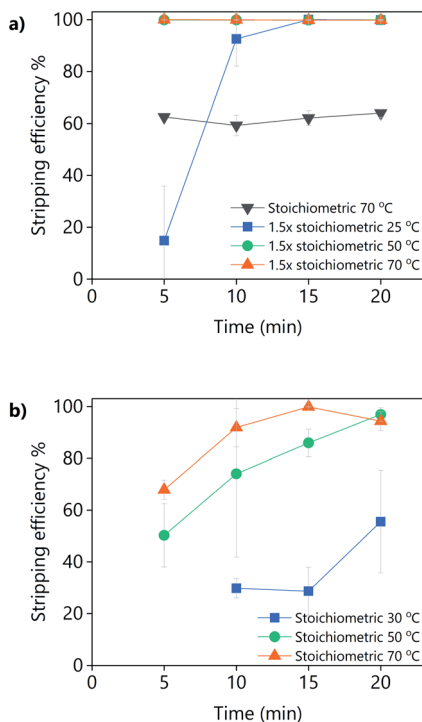 a)
100
80
60
40
20
0
Stripping efficiency %
Stoichiometric 70 °C
1.5x stoichiometric 25 °C
1.5x stoichiometric 50 °C
1.5x stoichiometric 70 °C
0 5 10 15 20
Time (min)
b)
100
80
60
40
20
0
Stripping efficiency %
Stoichiometric 30 °C
Stoichiometric 50 °C
Stoichiometric 70 °C
0 5 10 15 20
Time (min)